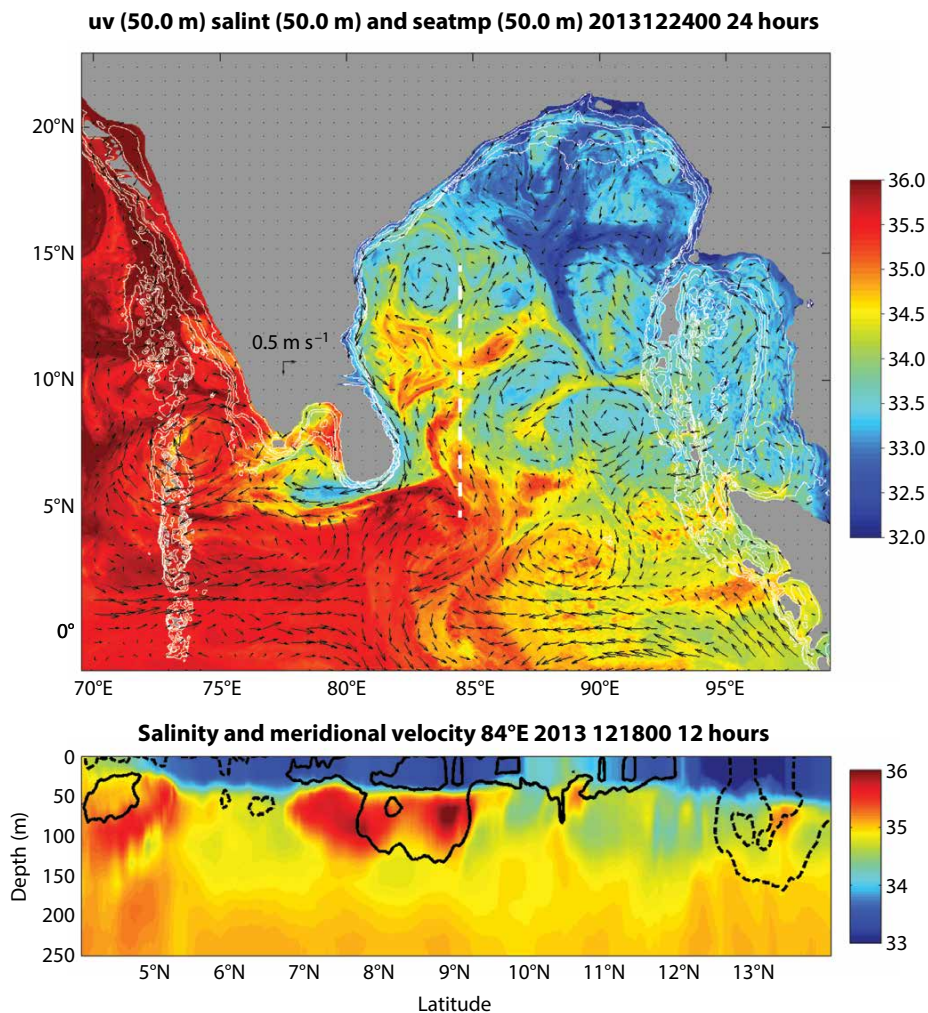 uv (50.0 m) salint (50.0 m) and seatmp (50.0 m) 2013122400 24 hours
20°N
15°N
10°N
5°N
0°
0.5 m s⁻¹
70°E
75°E
80°E
85°E
90°E
95°E
36.0
35.5
35.0
34.5
34.0
33.5
33.0
32.5
32.0
Salinity and meridional velocity 84°E 2013 121800 12 hours
Depth (m)
0
50
100
150
200
250
5°N
6°N
7°N
8°N
9°N
10°N
11°N
12°N
13°N
Latitude
36
35
34
33